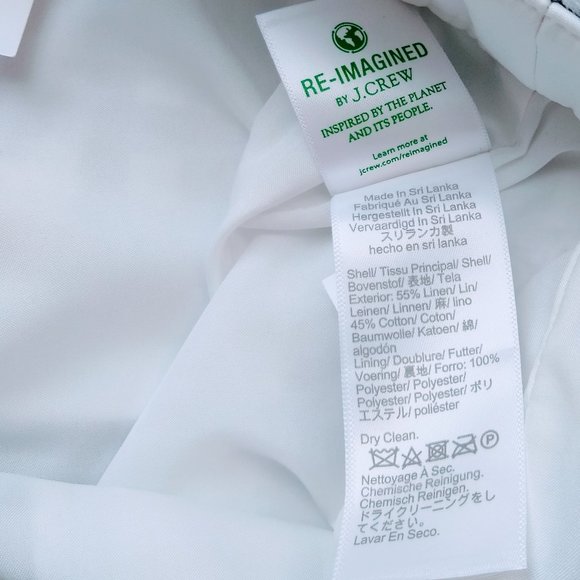 RE-IMAGINED
BY J.CREW
INSPIRED BY THE PLANET
AND ITS PEOPLE.
Learn more at
jcrew.com/reimagined
Made In Sri Lanka
Fabriqué Au Sri Lanka
Hergestellt In Sri Lanka
Vervaardigd In Sri Lanka
スリランカ製
hecho en sri lanka
Shell/ Tissu Principal/ Shell/
Bovenstof/ 表地/ Tela
Exterior: 55% Linen/ Lin/
Leinen/ Linnen/ 麻/ lino
45% Cotton/ Coton/
Baumwolle/ Katoen/ 綿/
algodón
Lining/ Doublure/ Futter/
Voering/ 裏地/ Forro: 100%
Polyester/ Polyester/
Polyester/ Polyester/ ポリ
エステル/ poliéster
Dry Clean.
P
Nettoyage À Sec.
Chemische Reinigung.
Chemisch Reinigen.
ドライクリーニングをし
てください。
Lavar En Seco.